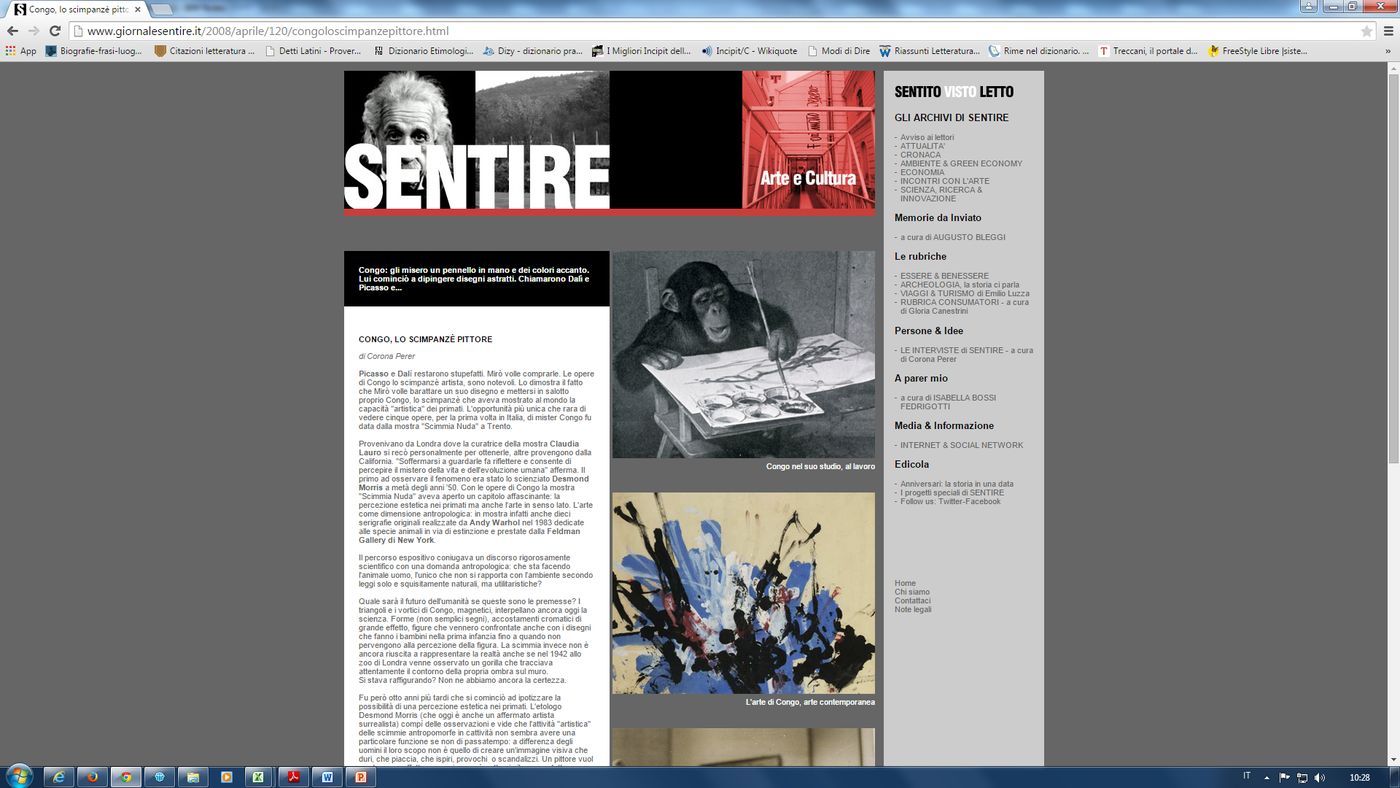 Congo, lo scimpanzè pitt
www.giornalesentire.it/2008/aprile/120/congoloscimpanzepittore.html
App
Biografie-frasi-luog...
Citazioni letteratura ...
Detti Latini - Prover...
Dizionario Etimologi...
Dizy - dizionario pra...
I Migliori Incipit dell...
Incipit/C - Wikiquote
Modi di Dire
Riassunti Letteratura...
Rime nel dizionario. ...
Treccani, il portale d...
FreeStyle Libre |siste...
»
SENTIRE
Arte e Cultura
Congo: gli misero un pennello in mano e dei colori accanto.
Lui cominciò a dipingere disegni astratti. Chiamarono Dalì e
Picasso e...
CONGO, LO SCIMPANZÈ PITTORE
di Corona Perer
Picasso e Dalì restarono stupefatti. Mirò volle comprarle. Le opere
di Congo lo scimpanzè artista, sono notevoli. Lo dimostra il fatto
che Mirò volle barattare un suo disegno e mettersi in salotto
proprio Congo, lo scimpanzè che aveva mostrato al mondo la
capacità "artistica" dei primati. L'opportunità più unica che rara di
vedere cinque opere, per la prima volta in Italia, di mister Congo fu
data dalla mostra "Scimmia Nuda" a Trento.
Provenivano da Londra dove la curatrice della mostra Claudia
Lauro si recò personalmente per ottenerle, altre provengono dalla
California. "Soffermarsi a guardarle fa riflettere e consente di
percepire il mistero della vita e dell'evoluzione umana" afferma. Il
primo ad osservare il fenomeno era stato lo scienziato Desmond
Morris a metà degli anni '50. Con le opere di Congo la mostra
"Scimmia Nuda" aveva aperto un capitolo affascinante: la
percezione estetica nei primati ma anche l'arte in senso lato. L'arte
come dimensione antropologica: in mostra infatti anche dieci
serigrafie originali realizzate da Andy Warhol nel 1983 dedicate
alle specie animali in via di estinzione e prestate dalla Feldman
Gallery di New York.
Il percorso espositivo coniugava un discorso rigorosamente
scientifico con una domanda antropologica: che sta facendo
l'animale uomo, l'unico che non si rapporta con l'ambiente secondo
leggi solo e squisitamente naturali, ma utilitaristiche?
Quale sarà il futuro dell'umanità se queste sono le premesse? I
triangoli e i vortici di Congo, magnetici, interpellano ancora oggi la
scienza. Forme (non semplici segni), accostamenti cromatici di
grande effetto, figure che vennero confrontate anche con i disegni
che fanno i bambini nella prima infanzia fino a quando non
pervengono alla percezione della figura. La scimmia invece non è
ancora riuscita a rappresentare la realtà anche se nel 1942 allo
zoo di Londra venne osservato un gorilla che tracciava
attentamente il contorno della propria ombra sul muro.
Si stava raffigurando? Non ne abbiamo ancora la certezza.
Fu però otto anni più tardi che si cominciò ad ipotizzare la
possibilità di una percezione estetica nei primati. L'etologo
Desmond Morris (che oggi è anche un affermato artista
surrealista) compì delle osservazioni e vide che l'attività "artistica"
delle scimmie antropomorfe in cattività non sembra avere una
particolare funzione se non di passatempo: a differenza degli
uomini il loro scopo non è quello di creare un'immagine visiva che
duri, che piaccia, che ispiri, provochi o scandalizzi. Un pittore vuol
Congo nel suo studio, al lavoro
L'arte di Congo, arte contemporanea
SENTITO VISTO LETTO
GLI ARCHIVI DI SENTIRE
- Avviso ai lettori
- ATTUALITA'
- CRONACA
- AMBIENTE & GREEN ECONOMY
- ECONOMIA
- INCONTRI CON L'ARTE
- SCIENZA, RICERCA &
INNOVAZIONE
Memorie da Inviato
- a cura di AUGUSTO BLEGGI
Le rubriche
- ESSERE & BENESSERE
- ARCHEOLOGIA, la storia ci parla
- VIAGGI & TURISMO di Emilio Luzza
- RUBRICA CONSUMATORI - a cura
di Gloria Canestrini
Persone & Idee
- LE INTERVISTE di SENTIRE - a cura
di Corona Perer
A parer mio
- a cura di ISABELLA BOSSI
FEDRIGOTTI
Media & Informazione
- INTERNET & SOCIAL NETWORK
Edicola
- Anniversari: la storia in una data
- I progetti speciali di SENTIRE
- Follow us: Twitter-Facebook
Home
Chi siamo
Contattaci
Note legali
IT
10:28